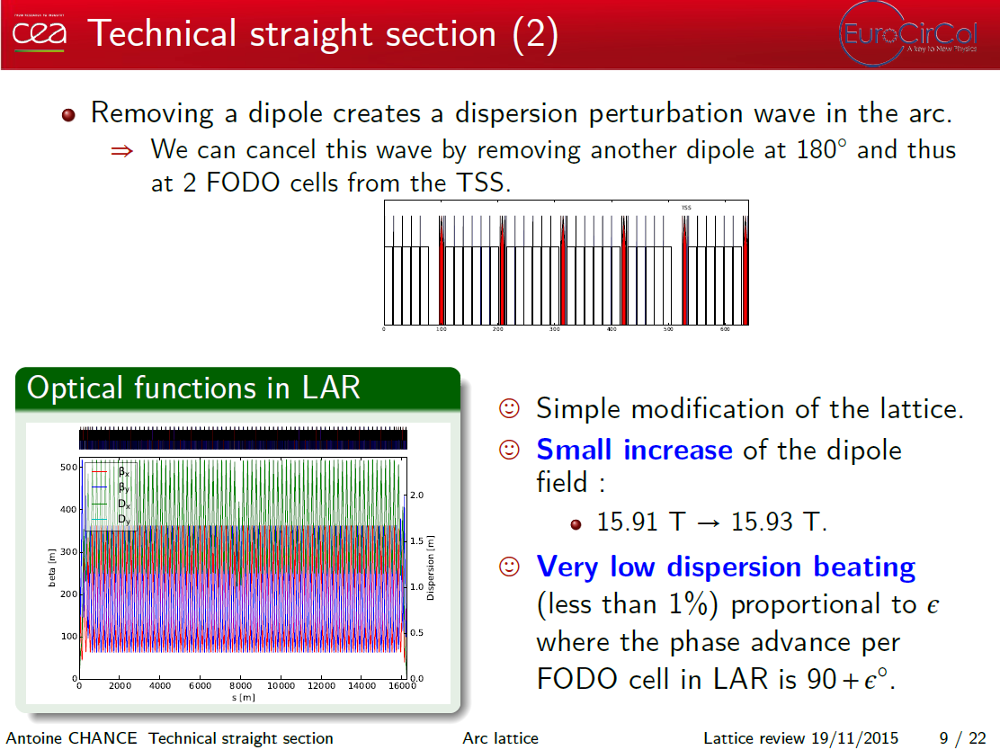 FROM RESEARCH TO INDUSTRY
cea
Technical straight section (2)
EuroCirCol
A key to New Physics
Removing a dipole creates a dispersion perturbation wave in the arc.
⇒ We can cancel this wave by removing another dipole at 180° and thus
at 2 FODO cells from the TSS.
TSS
0 100 200 300 400 500 600
Optical functions in LAR
βx
βy
Dx
Dy
500
400
300
200
100
0
beta [m]
2.0
1.5
1.0
0.5
0.0
Dispersion [m]
0 2000 4000 6000 8000 10000 12000 14000 16000
s [m]
Simple modification of the lattice.
Small increase of the dipole
field :
15.91 T → 15.93 T.
Very low dispersion beating
(less than 1%) proportional to ϵ
where the phase advance per
FODO cell in LAR is 90 + ϵ°.
Antoine CHANCE Technical straight section Arc lattice Lattice review 19/11/2015 9 / 22